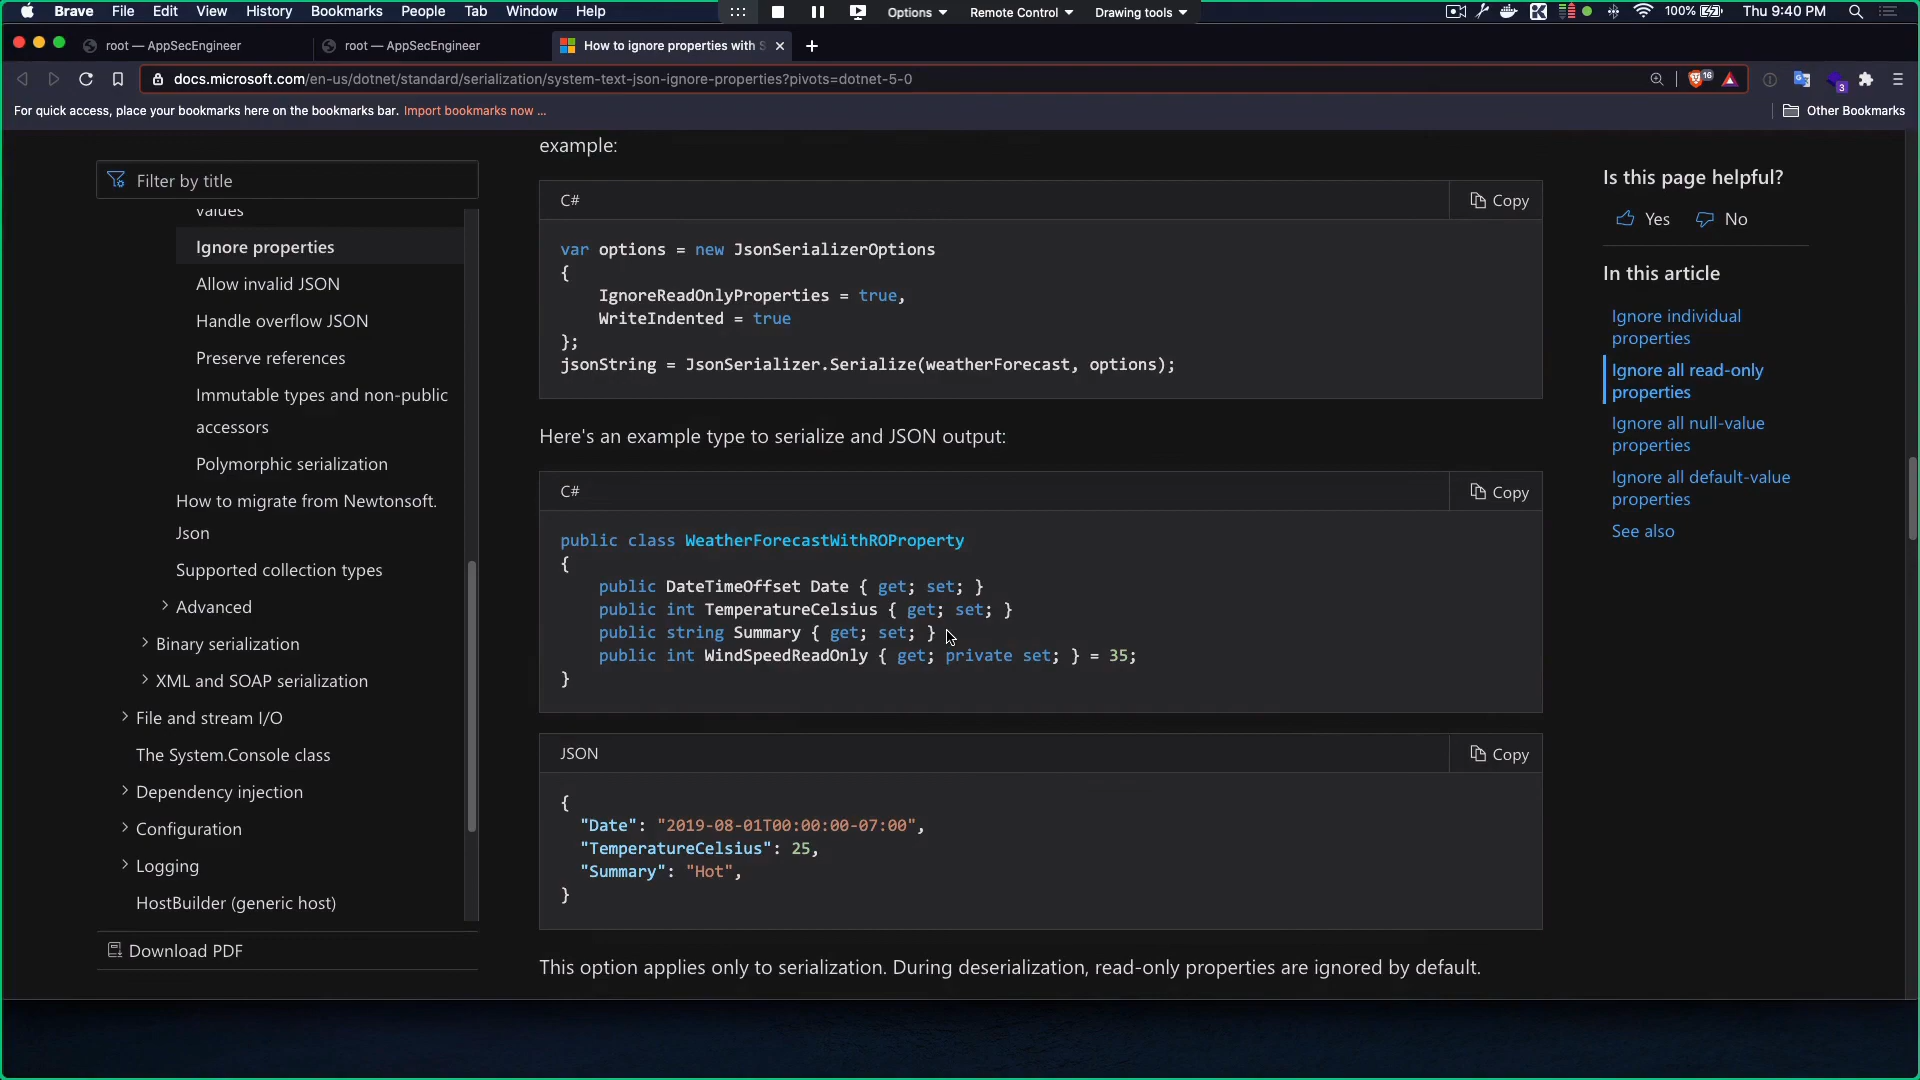 Brave File Edit View History Bookmarks People Tab Window Help Options Remote Control Drawing tools 100% Thu 9:40 PM
root — AppSecEngineer root — AppSecEngineer How to ignore properties with S
docs.microsoft.com/en-us/dotnet/standard/serialization/system-text-json-ignore-properties?pivots=dotnet-5-0 16 3
For quick access, place your bookmarks here on the bookmarks bar. Import bookmarks now ... Other Bookmarks
Filter by title
values
Ignore properties
Allow invalid JSON
Handle overflow JSON
Preserve references
Immutable types and non-public
accessors
Polymorphic serialization
How to migrate from Newtonsoft.
Json
Supported collection types
Advanced
Binary serialization
XML and SOAP serialization
File and stream I/O
The System.Console class
Dependency injection
Configuration
Logging
HostBuilder (generic host)
Download PDF
example:
C# Copy
var options = new JsonSerializerOptions
{
IgnoreReadOnlyProperties = true,
WriteIndented = true
};
jsonString = JsonSerializer.Serialize(weatherForecast, options);
Here's an example type to serialize and JSON output:
C# Copy
public class WeatherForecastWithROProperty
{
public DateTimeOffset Date { get; set; }
public int TemperatureCelsius { get; set; }
public string Summary { get; set; }
public int WindSpeedReadOnly { get; private set; } = 35;
}
JSON Copy
{
"Date": "2019-08-01T00:00:00-07:00",
"TemperatureCelsius": 25,
"Summary": "Hot",
}
This option applies only to serialization. During deserialization, read-only properties are ignored by default.
Is this page helpful?
Yes No
In this article
Ignore individual
properties
Ignore all read-only
properties
Ignore all null-value
properties
Ignore all default-value
properties
See also